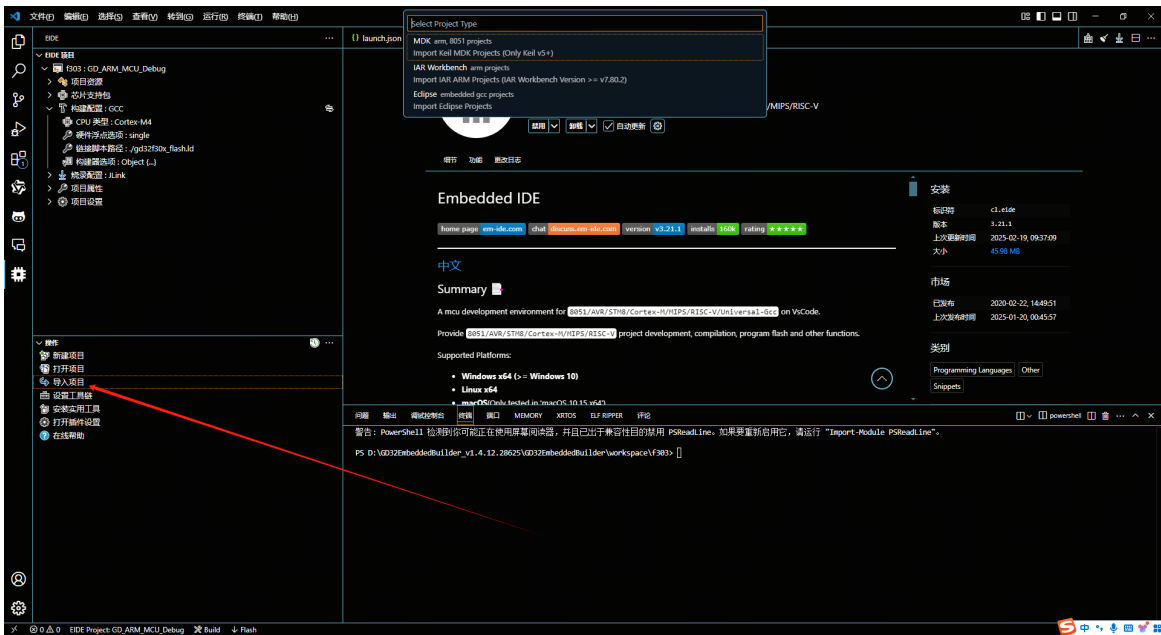 文件(F) 编辑(E) 选择(S) 查看(V) 转到(G) 运行(R) 终端(T) 帮助(H)
Select Project Type
MDK arm, 8051 projects
Import Keil MDK Projects (Only Keil v5+)
IAR Workbench arm projects
Import IAR ARM Projects (IAR Workbench Version >= v7.80.2)
Eclipse embedded gcc projects
Import Eclipse Projects
EIDE
{} launch.json
EIDE 项目
f303 : GD_ARM_MCU_Debug
项目资源
芯片支持包
构建配置 : GCC
CPU 类型 : Cortex-M4
硬件浮点选项 : single
链接脚本路径 : ./gd32f30x_flash.ld
构建器选项 : Object {...}
烧录配置 : JLink
项目属性
项目设置
操作
新建项目
打开项目
导入项目
设置工具链
安装实用工具
打开插件设置
在线帮助
/MIPS/RISC-V
禁用 卸载 自动更新
细节 功能 更改日志
Embedded IDE
home page em-ide.com chat discuss.em-ide.com version v3.21.1 installs 160k rating ★★★★★
中文
Summary
A mcu development environment for 8051/AVR/STM8/Cortex-M/MIPS/RISC-V/Universal-Gcc on VsCode.
Provide 8051/AVR/STM8/Cortex-M/MIPS/RISC-V project development, compilation, program flash and other functions.
Supported Platforms:
• Windows x64 (>= Windows 10)
• Linux x64
• macOS(Only tested in 'macOS 10.15 x64')
安装
标识符 cl.eide
版本 3.21.1
上次更新时间 2025-02-19, 09:37:09
大小 45.98 MB
市场
已发布 2020-02-22, 14:49:51
上次发布时间 2025-01-20, 00:45:57
类别
Programming Languages Other
Snippets
问题 输出 调试控制台 终端 端口 MEMORY XRTOS ELF RIPPER 评论
powershell
警告: PowerShell 检测到你可能正在使用屏幕阅读器，并且已出于兼容性目的禁用 PSReadLine。如果要重新启用它，请运行 "Import-Module PSReadLine"。
PS D:\GD32EmbeddedBuilder_v1.4.12.28625\GD32EmbeddedBuilder\workspace\f303>
0 0 EIDE Project: GD_ARM_MCU_Debug Build Flash
中